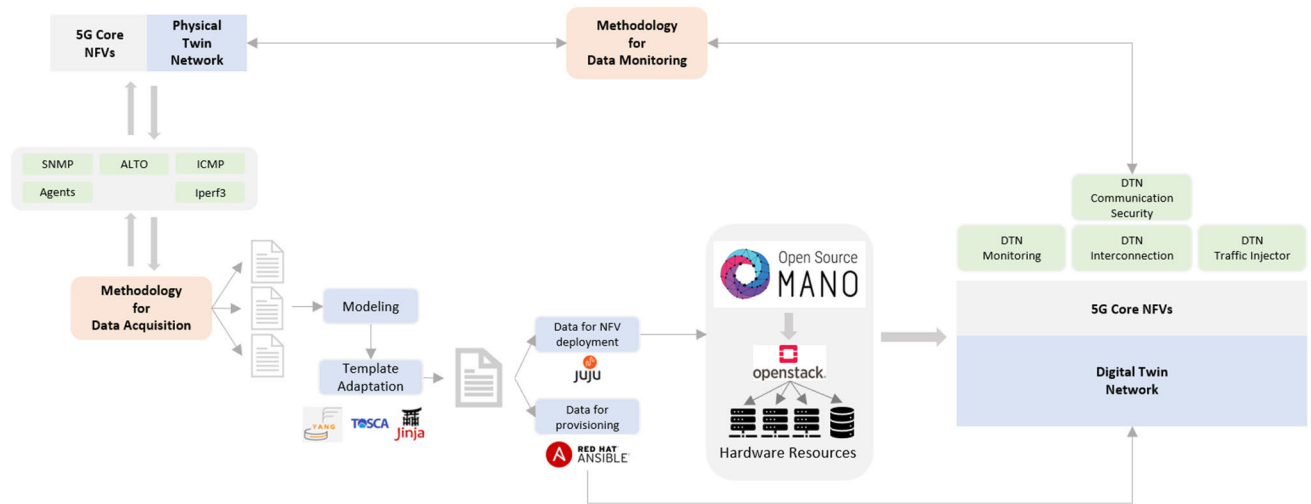 5G Core
NFVs
Physical
Twin
Network
Methodology
for
Data Monitoring
SNMP
ALTO
ICMP
Agents
Iperf3
Methodology
for
Data Acquisition
Modeling
Template
Adaptation
YANG
TOSCA
Jinja
Data for NFV
deployment
JUJU
Data for
provisioning
A
RED HAT
ANSIBLE
Open Source
MANO
openstack.
Hardware Resources
DTN
Communication
Security
DTN
Monitoring
DTN
Interconnection
DTN
Traffic Injector
5G Core NFVs
Digital Twin
Network